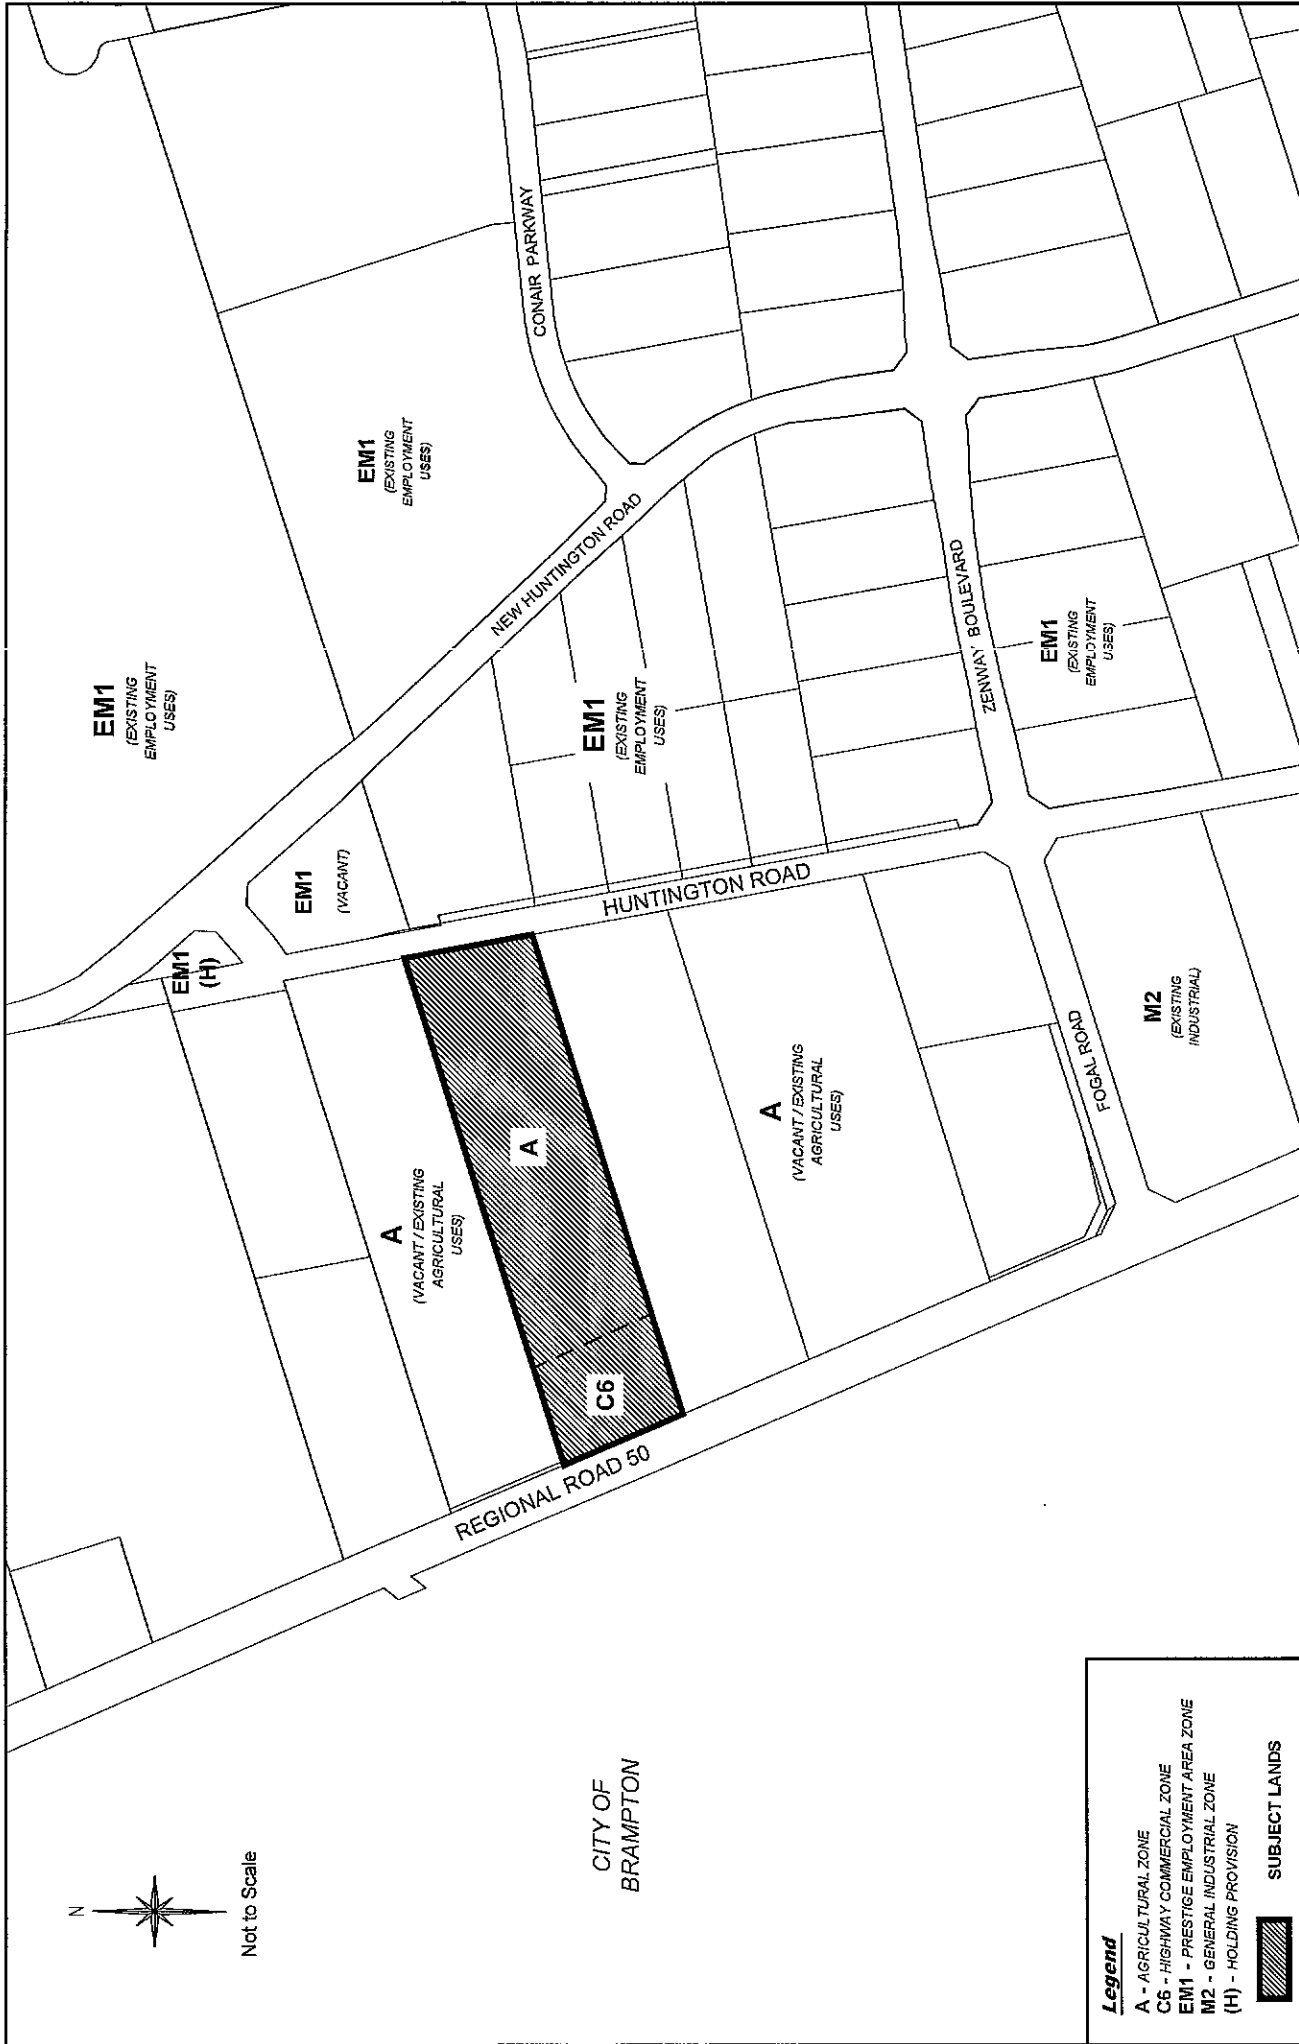 N
Not to Scale
CITY OF
BRAMPTON
REGIONAL ROAD 50
C6
A
A
(VACANT / EXISTING
AGRICULTURAL
USES)
A
(VACANT / EXISTING
AGRICULTURAL
USES)
EM1
(H)
EM1
(VACANT)
HUNTINGTON ROAD
FOGAL ROAD
M2
(EXISTING
INDUSTRIAL)
EM1
(EXISTING
EMPLOYMENT
USES)
EM1
(EXISTING
EMPLOYMENT
USES)
NEW HUNTINGTON ROAD
EM1
(EXISTING
EMPLOYMENT
USES)
CONAIR PARKWAY
ZENWAY BOULEVARD
EM1
(EXISTING
EMPLOYMENT
USES)
Legend
A - AGRICULTURAL ZONE
C6 - HIGHWAY COMMERCIAL ZONE
EM1 - PRESTIGE EMPLOYMENT AREA ZONE
M2 - GENERAL INDUSTRIAL ZONE
(H) - HOLDING PROVISION
SUBJECT LANDS